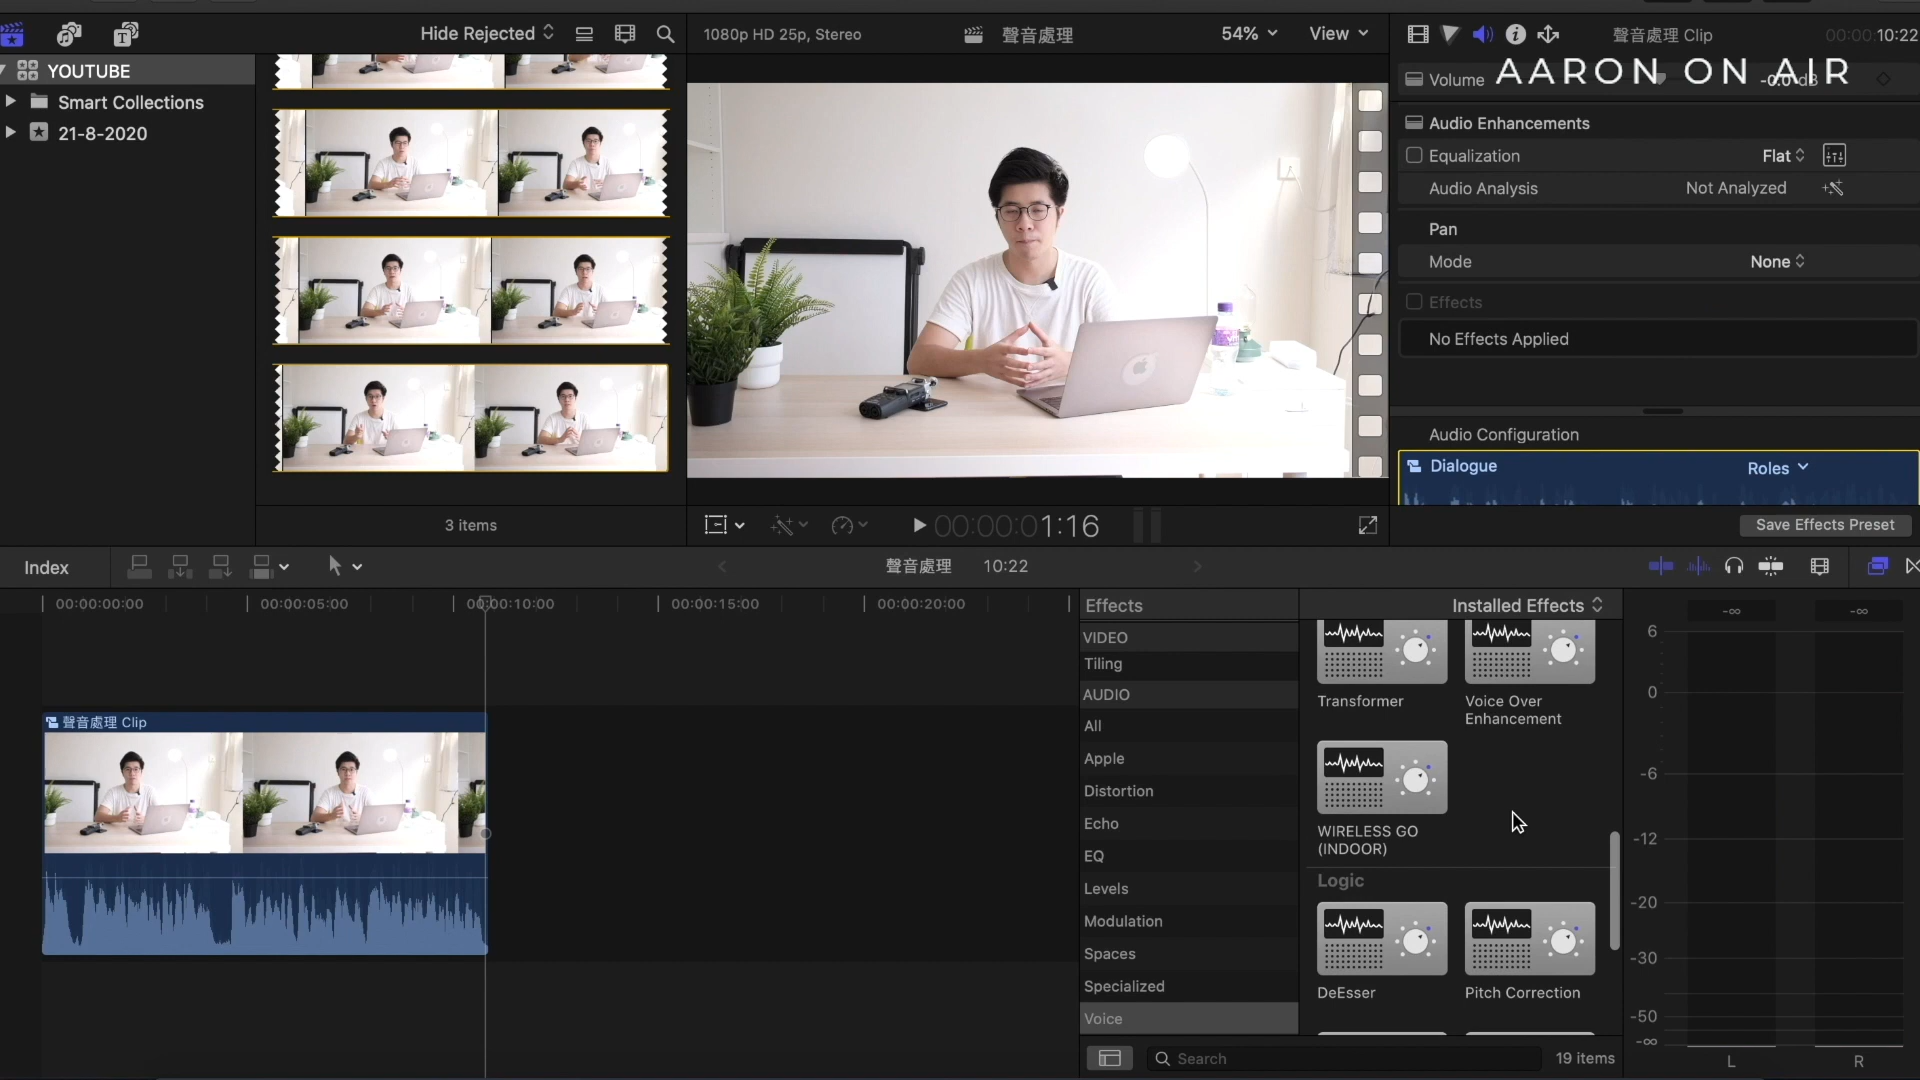 Hide Rejected
1080p HD 25p, Stereo
聲音處理
54%
View
聲音處理 Clip
00:00:10:22
YOUTUBE
Smart Collections
21-8-2020
3 items
Volume
-0.0 dB
AARON ON AIR
Audio Enhancements
Equalization
Flat
Audio Analysis
Not Analyzed
Pan
Mode
None
Effects
No Effects Applied
Audio Configuration
Dialogue
Roles
Save Effects Preset
00:00:01:16
Index
聲音處理
10:22
00:00:00:00
00:00:05:00
00:00:10:00
00:00:15:00
00:00:20:00
聲音處理 Clip
Effects
Installed Effects
VIDEO
Tiling
AUDIO
All
Apple
Distortion
Echo
EQ
Levels
Modulation
Spaces
Specialized
Voice
Transformer
Voice Over
Enhancement
WIRELESS GO
(INDOOR)
Logic
DeEsser
Pitch Correction
Search
19 items
-∞
-∞
6
0
-6
-12
-20
-30
-50
-∞
L
R